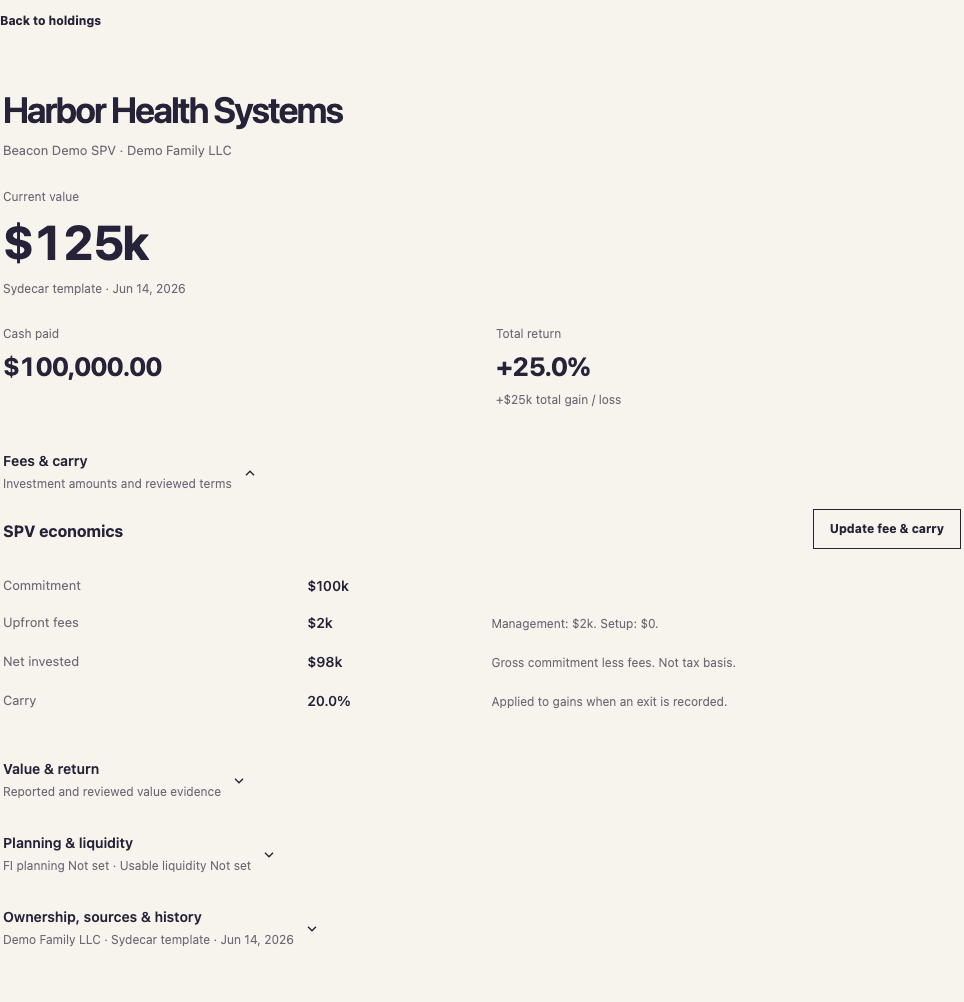 Back to holdings
Harbor Health Systems
Beacon Demo SPV · Demo Family LLC
Current value
$125k
Sydecar template · Jun 14, 2026
Cash paid
$100,000.00
Total return
+25.0%
+$25k total gain / loss
Fees & carry
Investment amounts and reviewed terms
SPV economics
Update fee & carry
Commitment $100k
Upfront fees $2k Management: $2k. Setup: $0.
Net invested $98k Gross commitment less fees. Not tax basis.
Carry 20.0% Applied to gains when an exit is recorded.
Value & return
Reported and reviewed value evidence
Planning & liquidity
FI planning Not set · Usable liquidity Not set
Ownership, sources & history
Demo Family LLC · Sydecar template · Jun 14, 2026